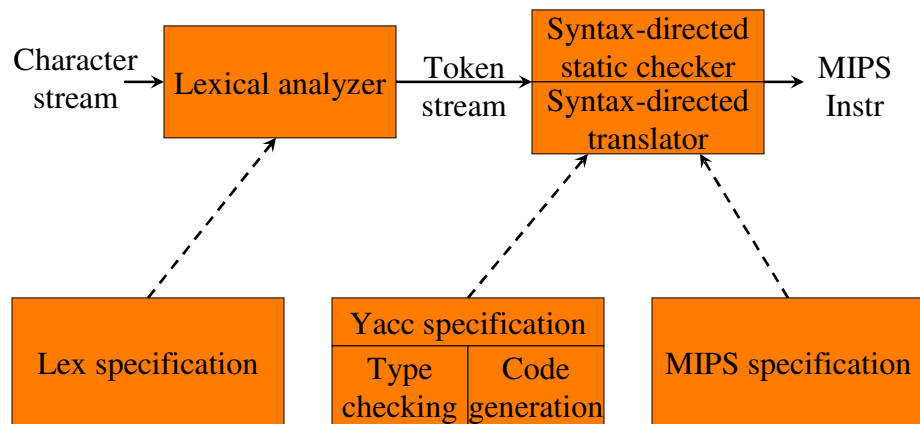 Character
stream
Lexical analyzer
Token
stream
Syntax-directed
static checker
Syntax-directed
translator
MIPS
Instr
Lex specification
Yacc specification
Type
checking
Code
generation
MIPS specification